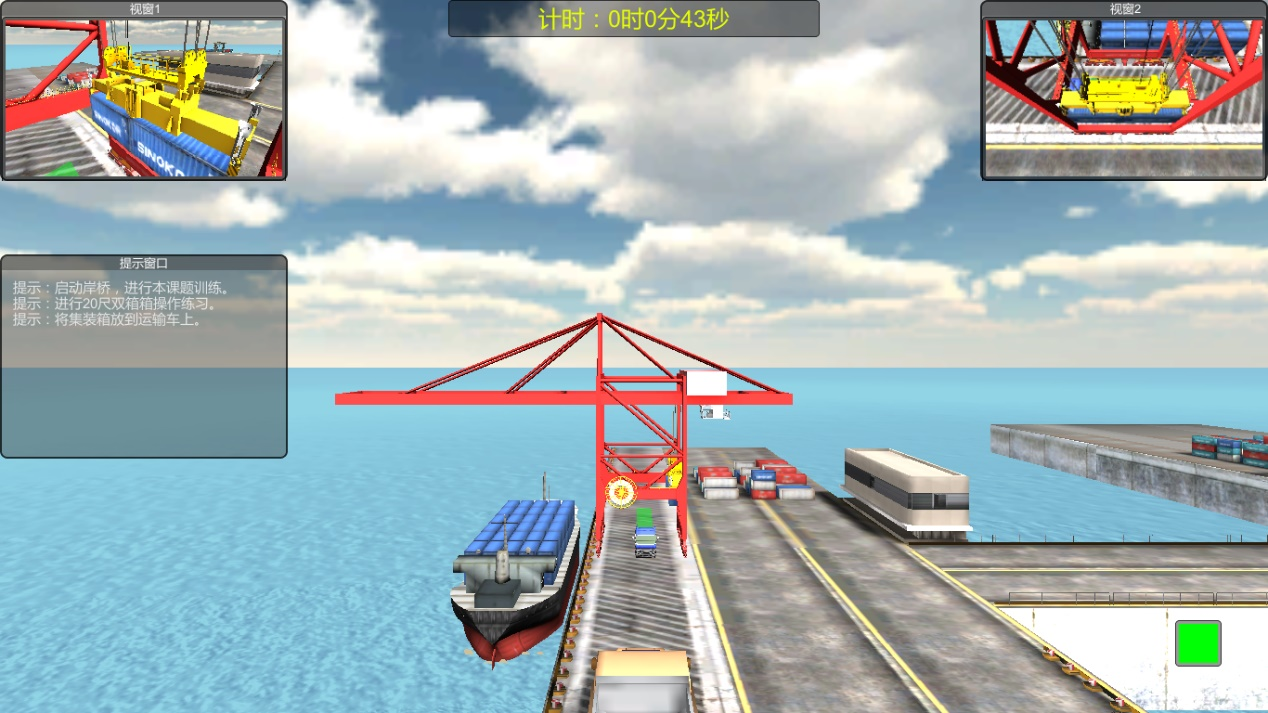 视窗1
计时：0时0分43秒
视窗2
SINOKO
提示窗口
提示：启动岸桥，进行本课题训练。
提示：进行20尺双箱箱操作练习。
提示：将集装箱放到运输车上。